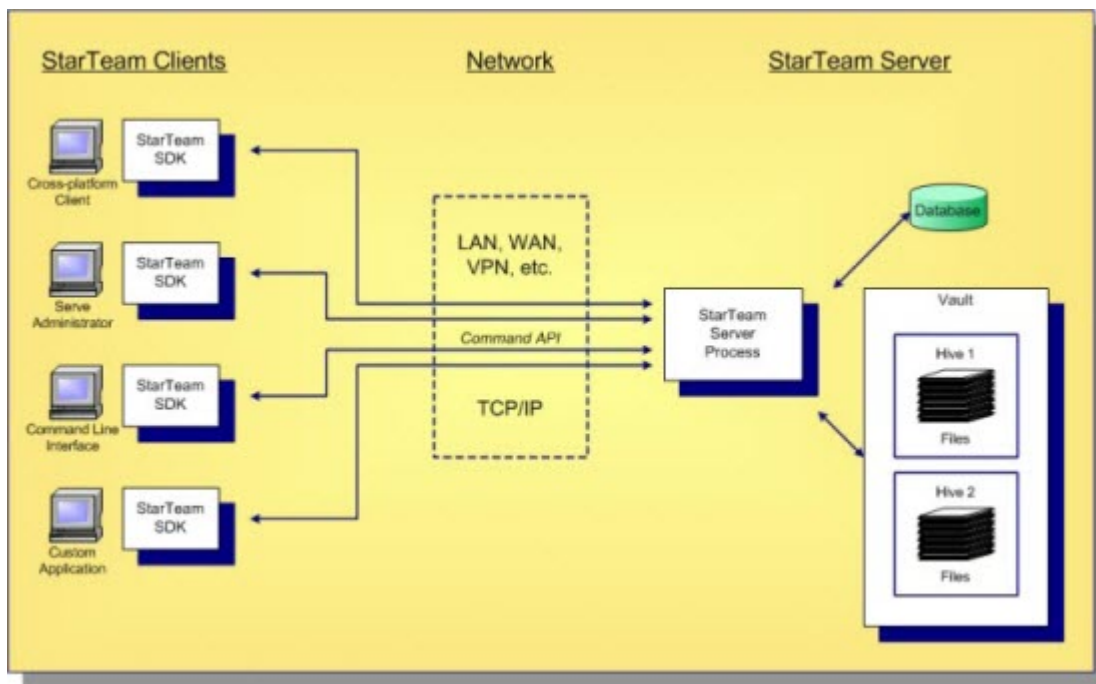 StarTeam Clients
Network
StarTeam Server
StarTeam
SDK
Cross-platform
Client
StarTeam
SDK
Serve
Administrator
StarTeam
SDK
Command Line
Interface
StarTeam
SDK
Custom
Application
LAN, WAN,
VPN, etc.
Command API
TCP/IP
StarTeam
Server
Process
Database
Vault
Hive 1
Files
Hive 2
Files